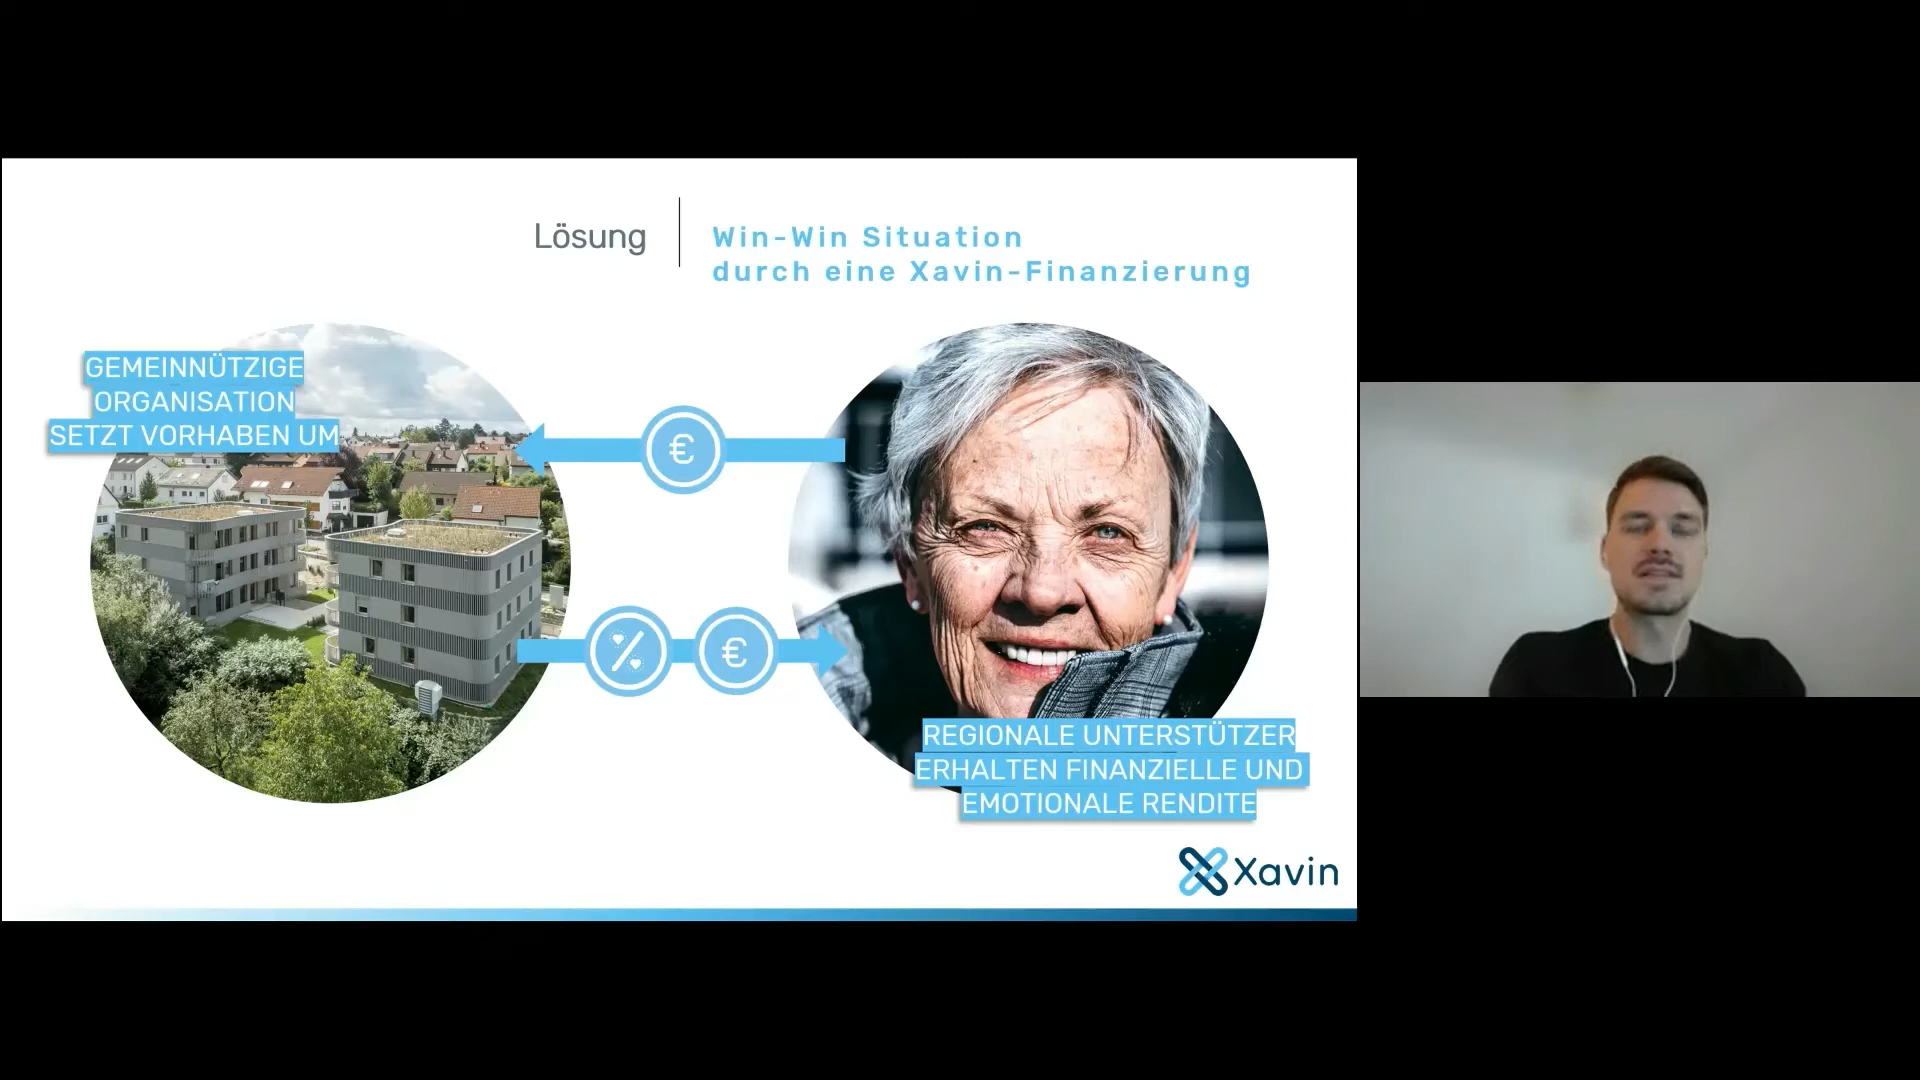 Lösung
Win-Win Situation
durch eine Xavin-Finanzierung
GEMEINNÜTZIGE
ORGANISATION
SETZT VORHABEN UM
€
%
€
REGIONALE UNTERSTÜTZER
ERHALTEN FINANZIELLE UND
EMOTIONALE RENDITE
Xavin